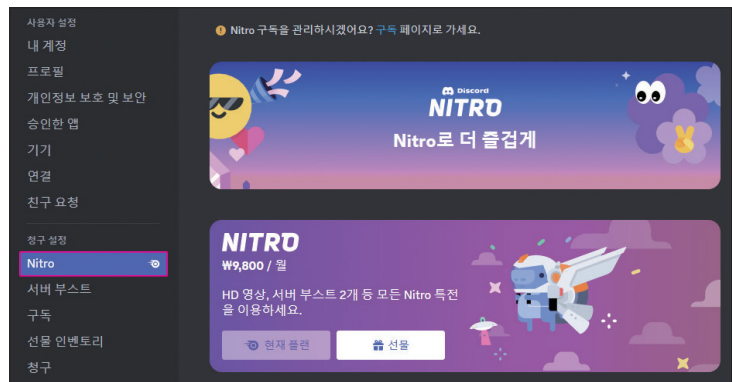 사용자 설정
내 계정
프로필
개인정보 보호 및 보안
승인한 앱
기기
연결
친구 요청
청구 설정
Nitro
서버 부스트
구독
선물 인벤토리
청구
Nitro 구독을 관리하시겠어요? 구독 페이지로 가세요.
Discord
NITRO
Nitro로 더 즐겁게
NITRO
₩9,800 / 월
HD 영상, 서버 부스트 2개 등 모든 Nitro 특전
을 이용하세요.
현재 플랜
선물